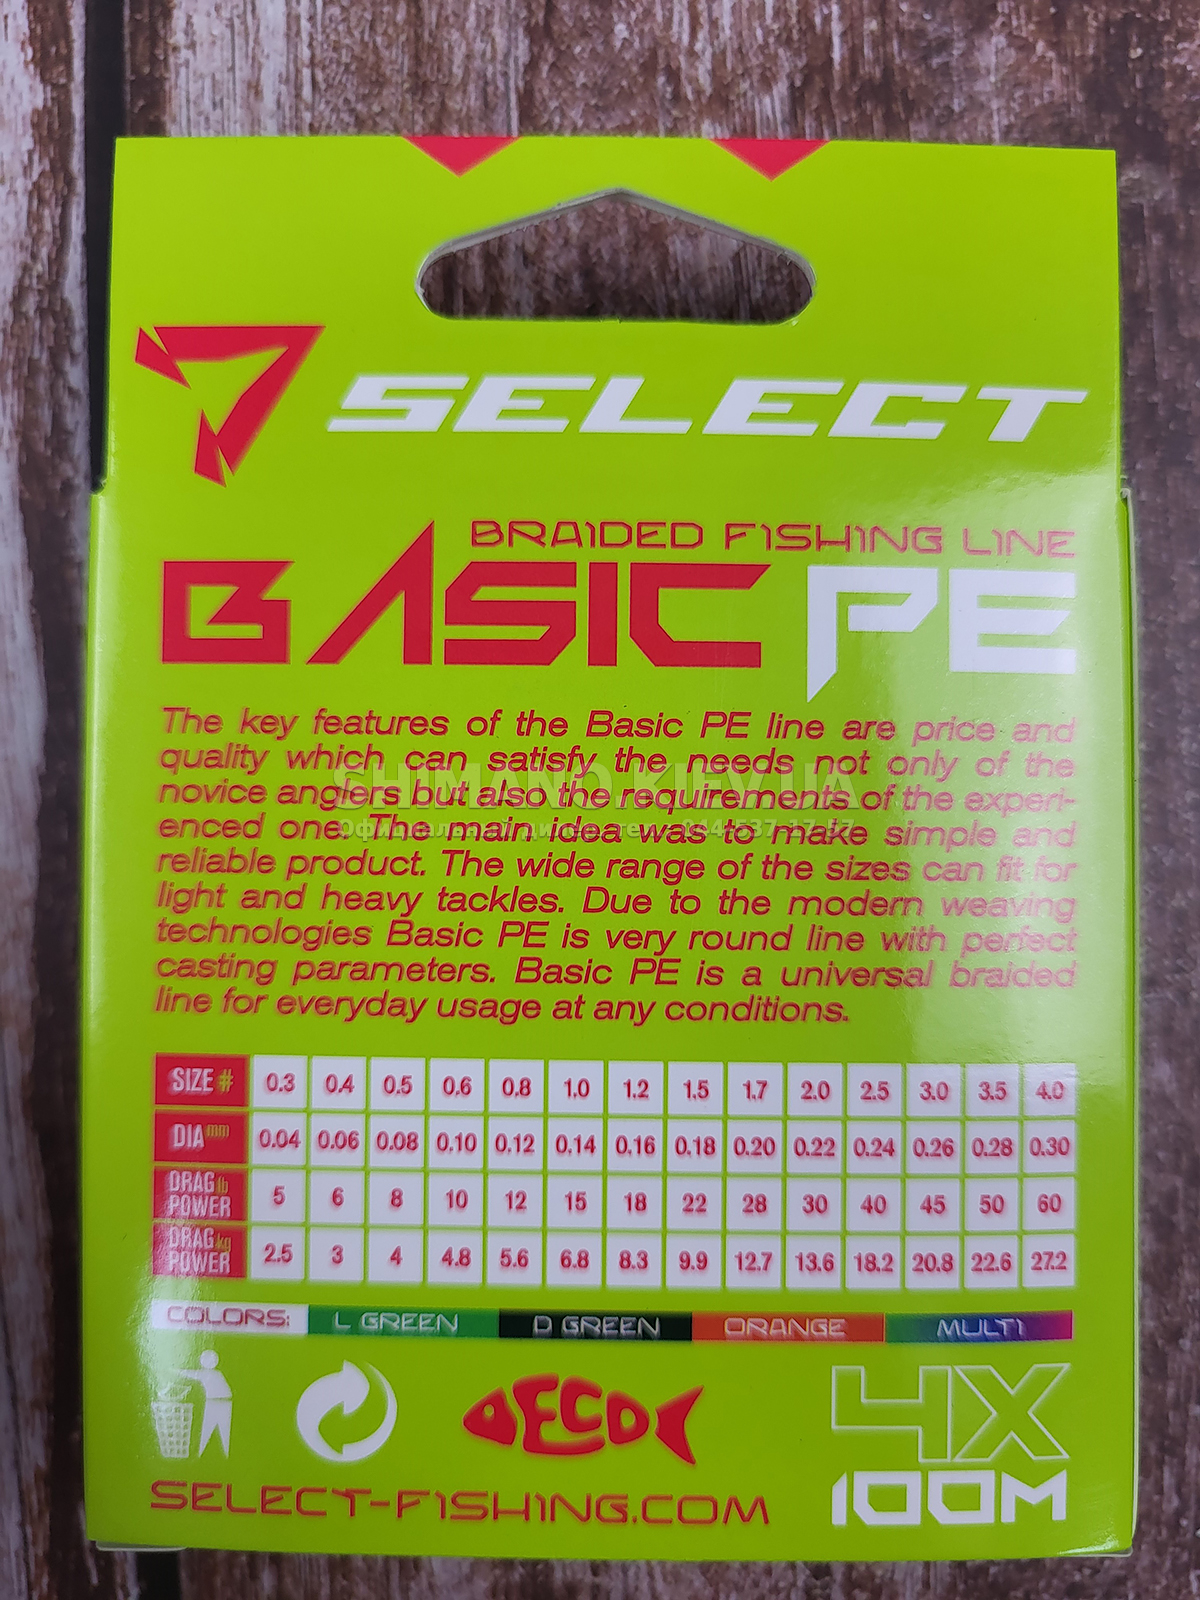 SELECT
BRAIDED FISHING LINE
BASIC PE
The key features of the Basic PE line are price and
quality which can satisfy the needs not only of the
novice anglers but also the requirements of the experi-
enced one. The main idea was to make simple and
reliable product. The wide range of the sizes can fit for
light and heavy tackles. Due to the modern weaving
technologies Basic PE is very round line with perfect
casting parameters. Basic PE is a universal braided
line for everyday usage at any conditions.
SHIMANO.KIEV.UA
SIZE # 0.3 0.4 0.5 0.6 0.8 1.0 1.2 1.5 1.7 2.0 2.5 3.0 3.5 4.0
DIA mm 0.04 0.06 0.08 0.10 0.12 0.14 0.16 0.18 0.20 0.22 0.24 0.26 0.28 0.30
DRAG lb POWER 5 6 8 10 12 15 18 22 28 30 40 45 50 60
DRAG kg POWER 2.5 3 4 4.8 5.6 6.8 8.3 9.9 12.7 13.6 18.2 20.8 22.6 27.2
COLORS: L GREEN D GREEN ORANGE MULTI
ECO
4X
100M
SELECT-FISHING.COM